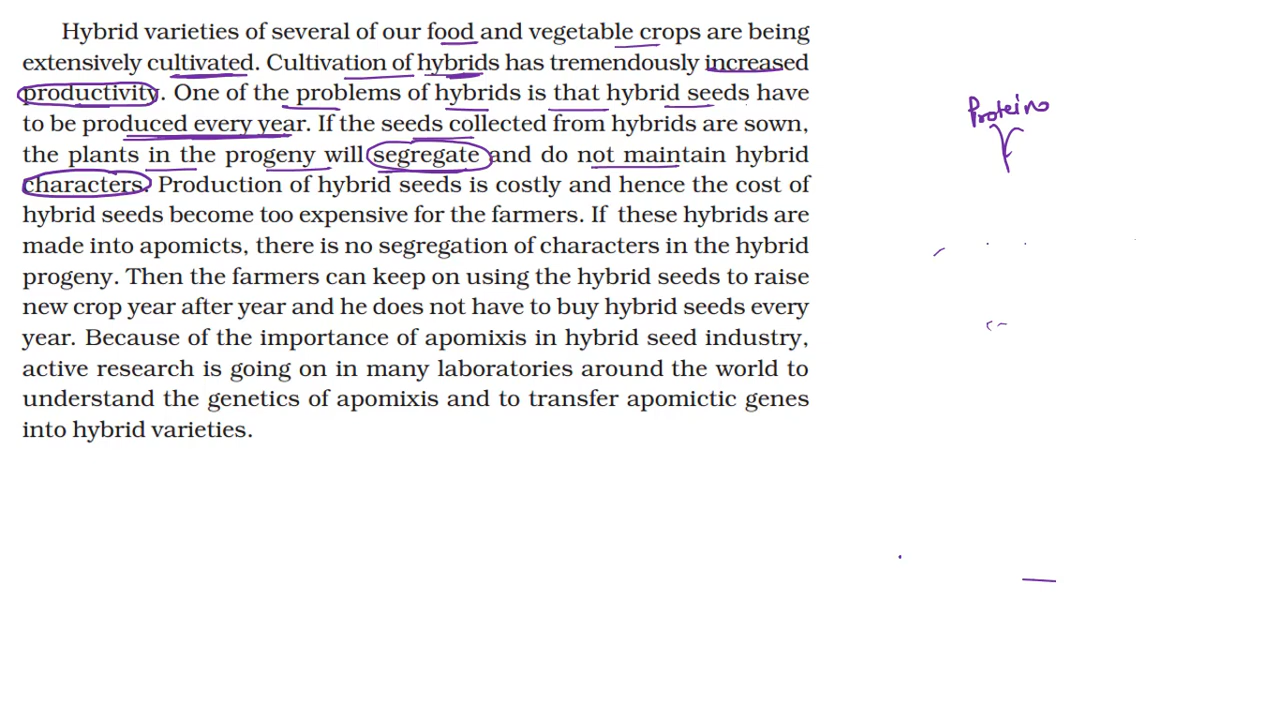 Hybrid varieties of several of our food and vegetable crops are being
extensively cultivated. Cultivation of hybrids has tremendously increased
productivity. One of the problems of hybrids is that hybrid seeds have
to be produced every year. If the seeds collected from hybrids are sown,
the plants in the progeny will segregate and do not maintain hybrid
characters. Production of hybrid seeds is costly and hence the cost of
hybrid seeds become too expensive for the farmers. If these hybrids are
made into apomicts, there is no segregation of characters in the hybrid
progeny. Then the farmers can keep on using the hybrid seeds to raise
new crop year after year and he does not have to buy hybrid seeds every
year. Because of the importance of apomixis in hybrid seed industry,
active research is going on in many laboratories around the world to
understand the genetics of apomixis and to transfer apomictic genes
into hybrid varieties.
Proteins